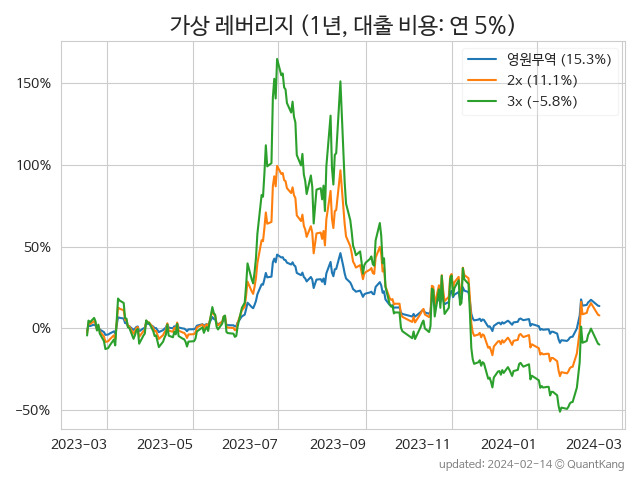 가상 레버리지 (1년, 대출 비용: 연 5%)
영원무역 (15.3%)
2x (11.1%)
3x (−5.8%)
150%
100%
50%
0%
−50%
2023-03 2023-05 2023-07 2023-09 2023-11 2024-01 2024-03
updated: 2024-02-14 © QuantKang